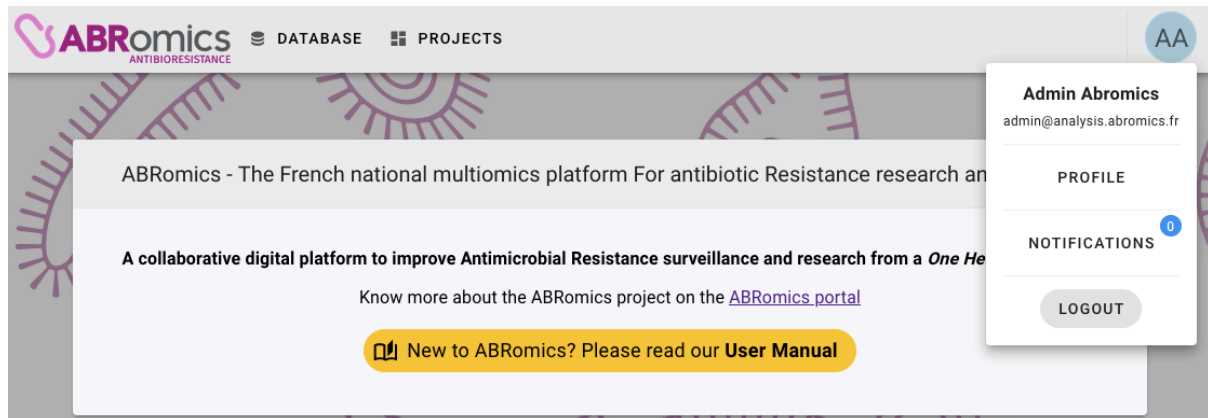 ABRomics
ANTIBIORESISTANCE
DATABASE
PROJECTS
AA
Admin Abromics
admin@analysis.abromics.fr
PROFILE
0
NOTIFICATIONS
LOGOUT
ABRomics - The French national multiomics platform For antibiotic Resistance research an
A collaborative digital platform to improve Antimicrobial Resistance surveillance and research from a One He
Know more about the ABRomics project on the ABRomics portal
New to ABRomics? Please read our User Manual